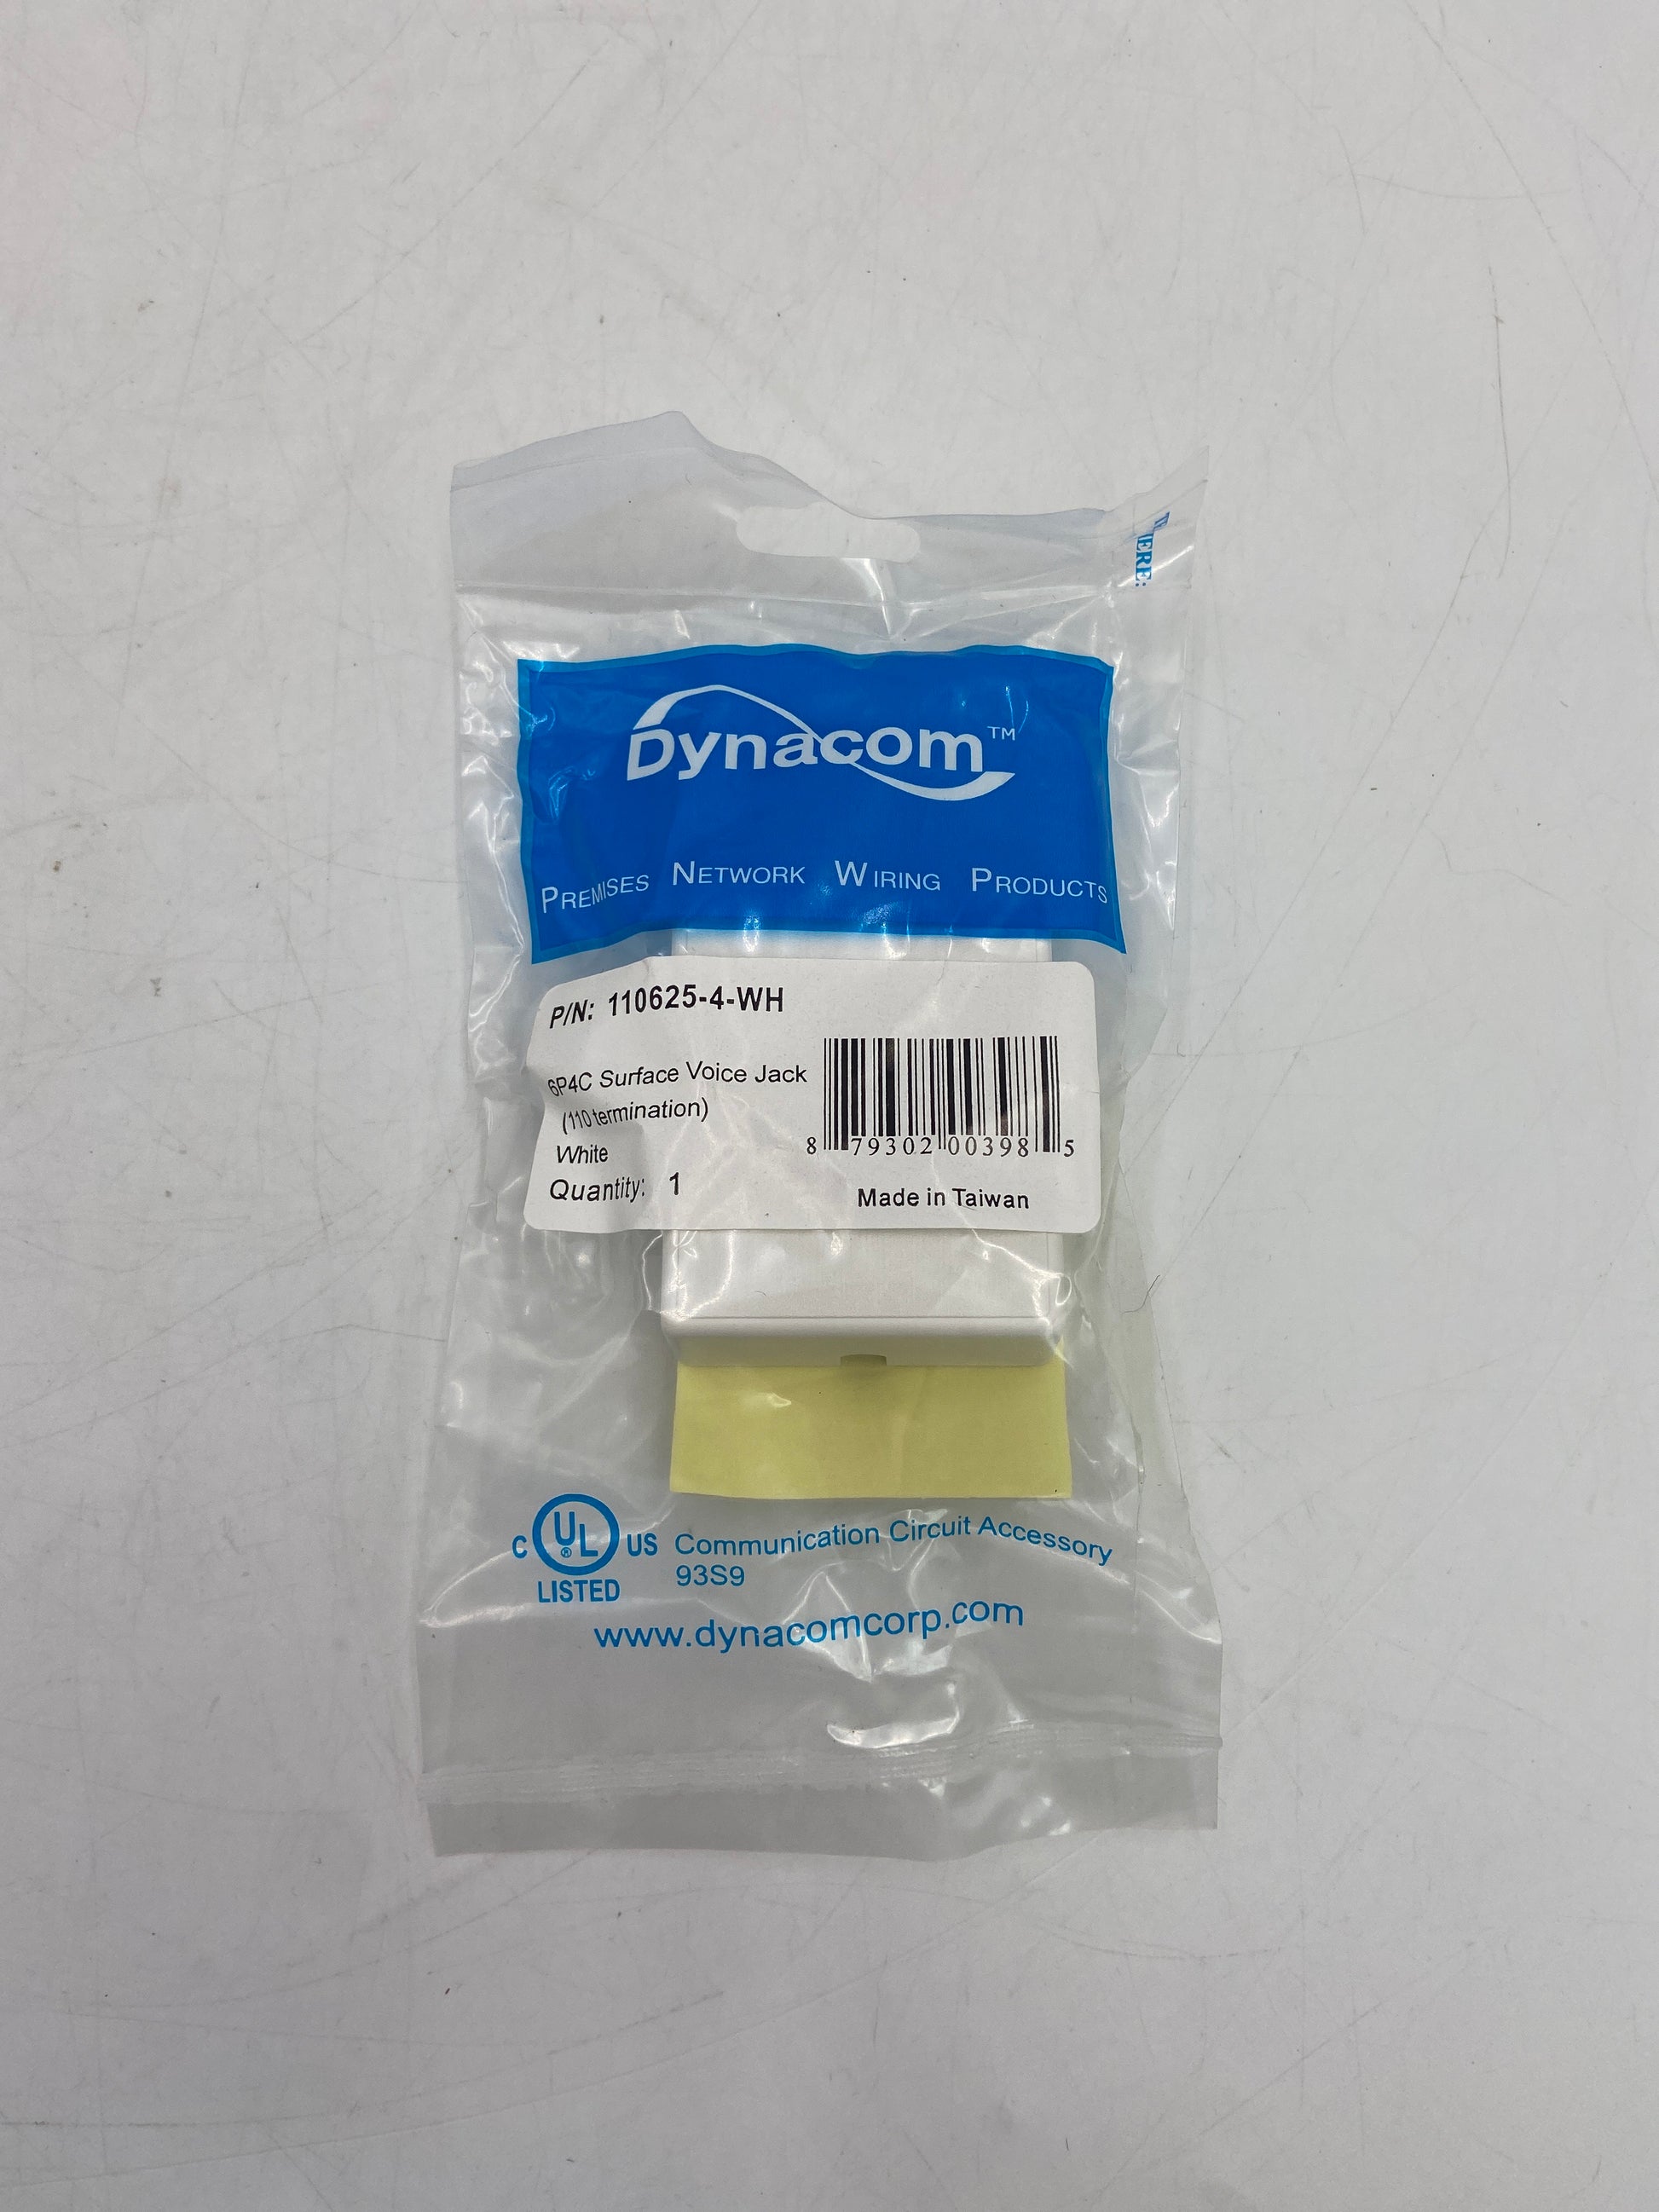 Dynacom™
PREMISES NETWORK WIRING PRODUCTS
P/N: 110625-4-WH
6P4C Surface Voice Jack
(110 termination)
White
Quantity: 1
8 79302 00398 5
Made in Taiwan
C UL® US
LISTED
Communication Circuit Accessory
93S9
www.dynacomcorp.com